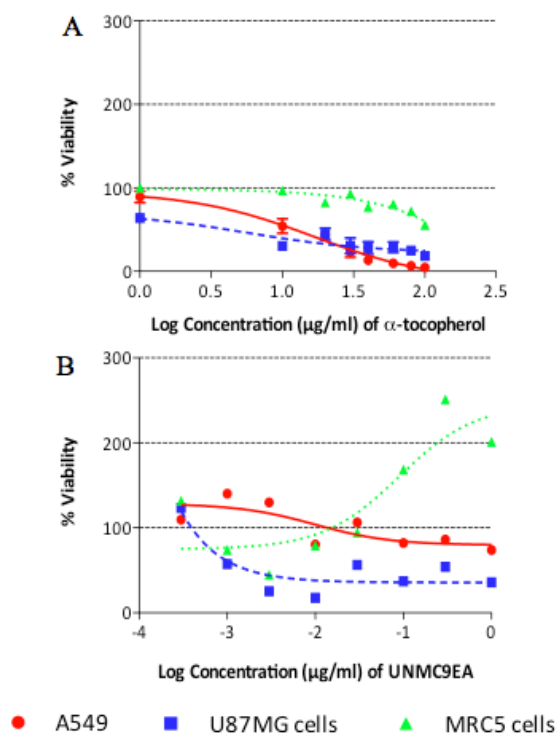 A
300
200
100
0
% Viability
0.0 0.5 1.0 1.5 2.0 2.5
Log Concentration (µg/ml) of α-tocopherol
B
300
200
100
0
% Viability
-4 -3 -2 -1 0
Log Concentration (µg/ml) of UNMC9EA
A549 U87MG cells MRC5 cells